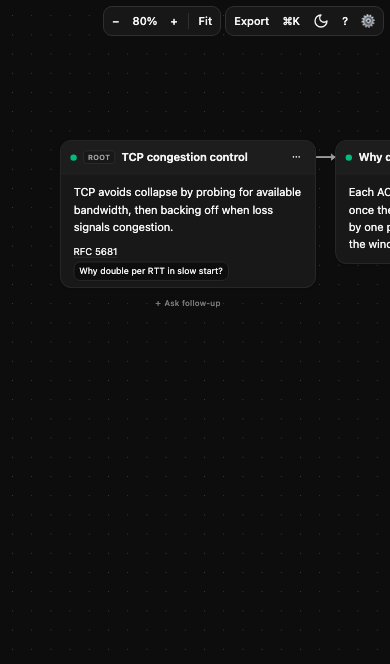 − 80% + Fit Export ⌘K ?
ROOT TCP congestion control ...
TCP avoids collapse by probing for available
bandwidth, then backing off when loss
signals congestion.
RFC 5681
Why double per RTT in slow start?
+ Ask follow-up
Why
Each AC
once the
by one p
the wind